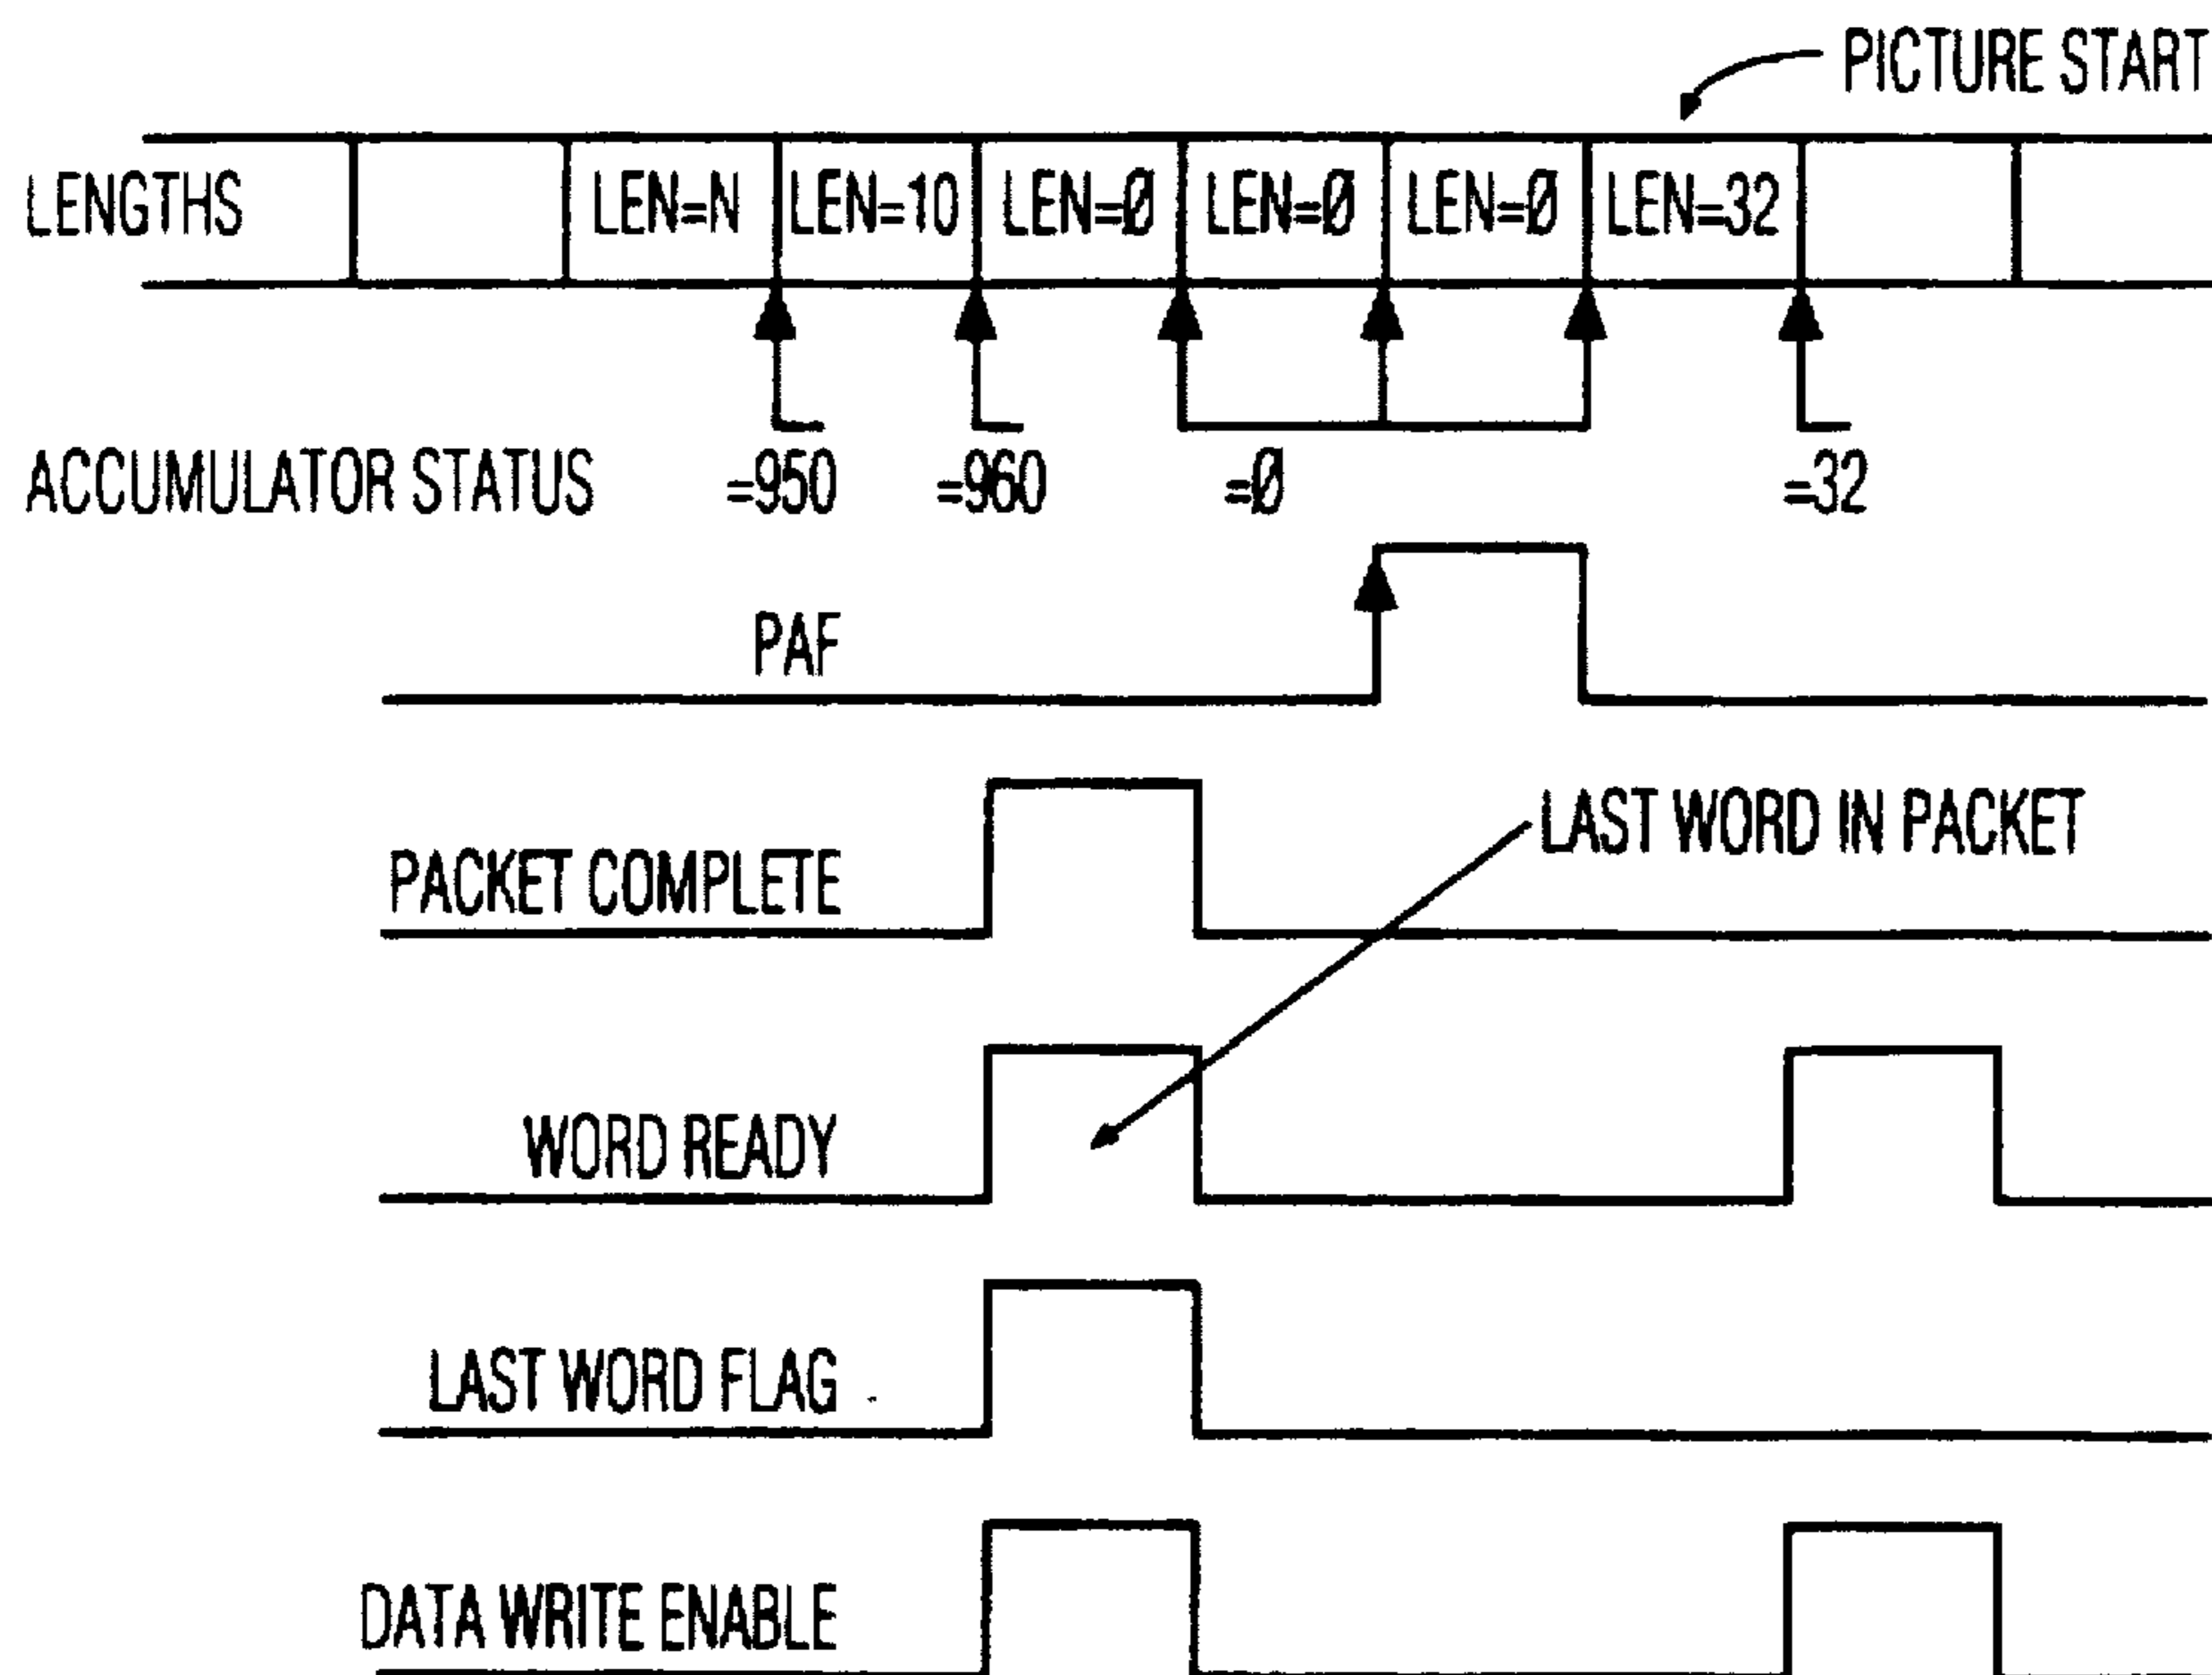 PICTURE START
LENGTHS LEN=N LEN=10 LEN=Ø LEN=Ø LEN=Ø LEN=32
ACCUMULATOR STATUS =950 =960 =Ø =32
PAF
PACKET COMPLETE
LAST WORD IN PACKET
WORD READY
LAST WORD FLAG
DATA WRITE ENABLE